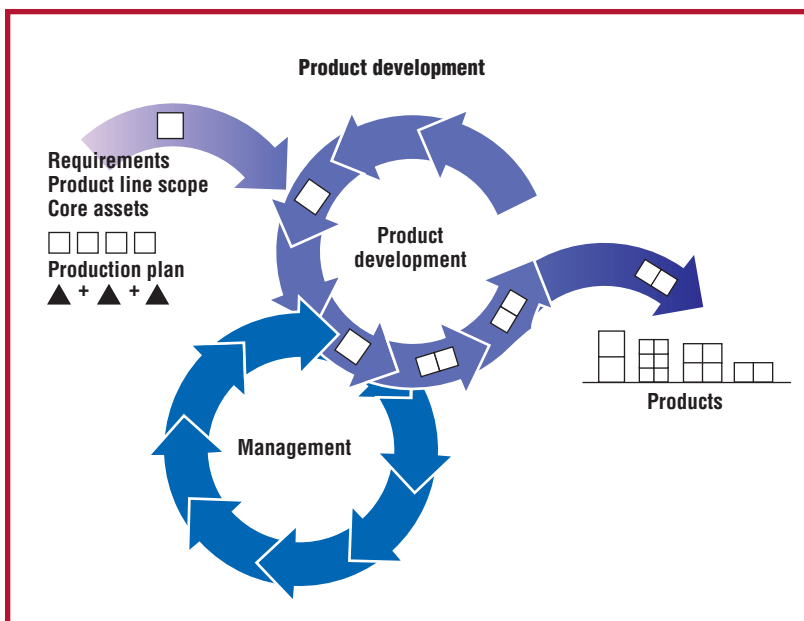 Product development
Requirements
Product line scope
Core assets
Production plan
+ +
Product
development
Products
Management